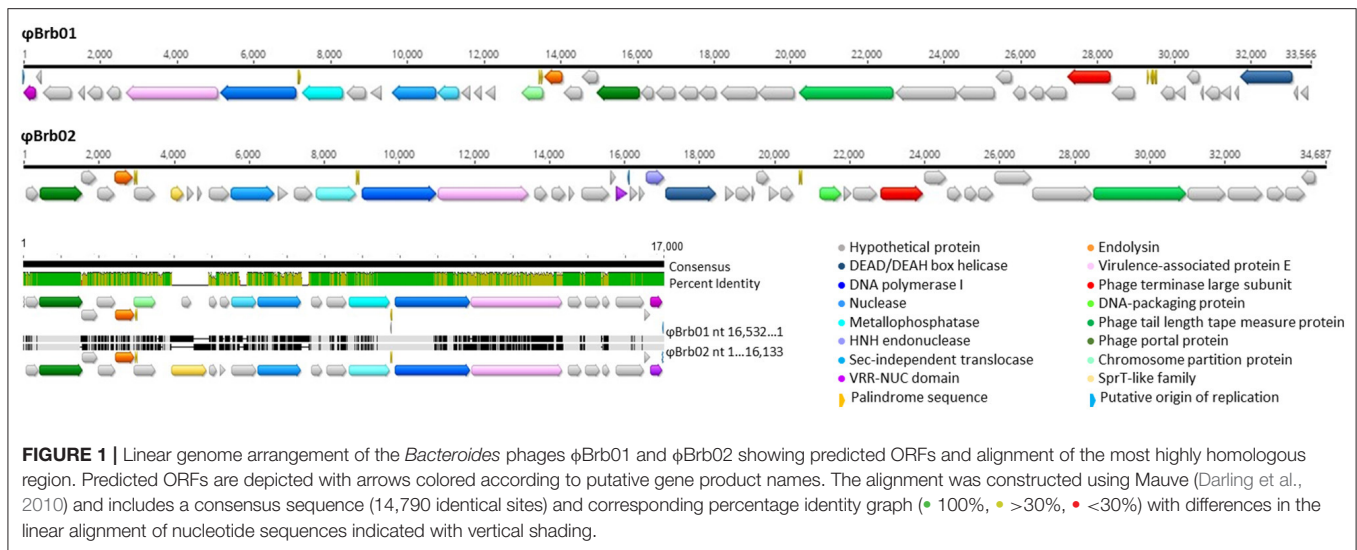 φBrb01
1 2,000 4,000 6,000 8,000 10,000 12,000 14,000 16,000 18,000 20,000 22,000 24,000 26,000 28,000 30,000 32,000 33,566
φBrb02
1 2,000 4,000 6,000 8,000 10,000 12,000 14,000 16,000 18,000 20,000 22,000 24,000 26,000 28,000 30,000 32,000 34,687
1 17,000
Consensus
Percent Identity
φBrb01 nt 16,532...1
φBrb02 nt 1...16,133
Hypothetical protein
DEAD/DEAH box helicase
DNA polymerase I
Nuclease
Metallophosphatase
HNH endonuclease
Sec-independent translocase
VRR-NUC domain
Palindrome sequence
Endolysin
Virulence-associated protein E
Phage terminase large subunit
DNA-packaging protein
Phage tail length tape measure protein
Phage portal protein
Chromosome partition protein
SprT-like family
Putative origin of replication
FIGURE 1 | Linear genome arrangement of the Bacteroides phages ϕBrb01 and ϕBrb02 showing predicted ORFs and alignment of the most highly homologous
region. Predicted ORFs are depicted with arrows colored according to putative gene product names. The alignment was constructed using Mauve (Darling et al.,
2010) and includes a consensus sequence (14,790 identical sites) and corresponding percentage identity graph (• 100%, • >30%, • <30%) with differences in the
linear alignment of nucleotide sequences indicated with vertical shading.